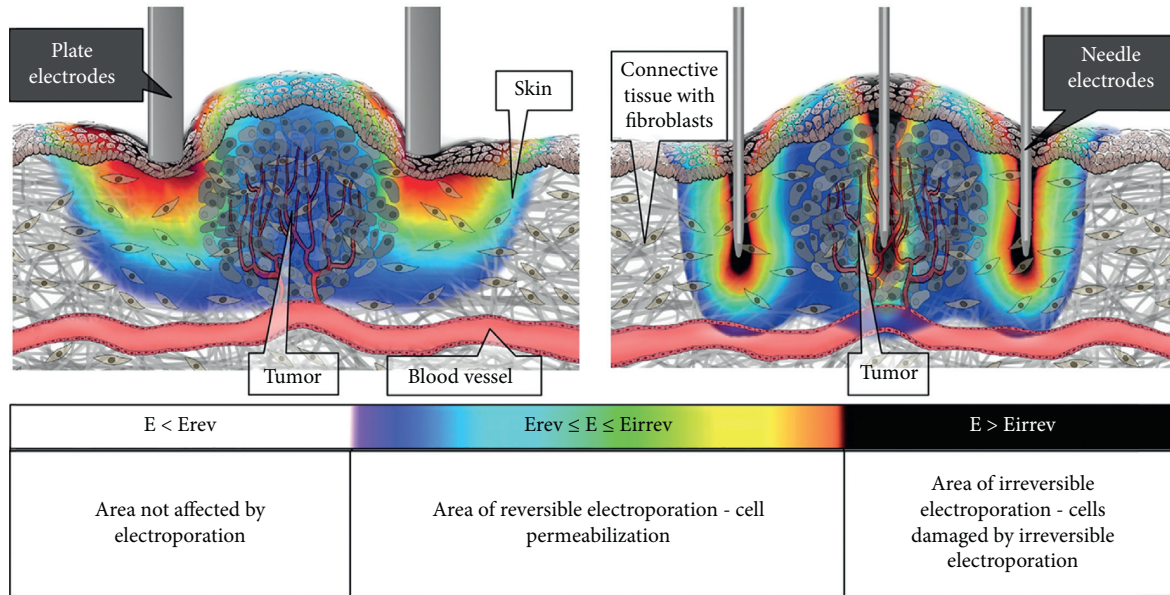 Plate
electrodes
Skin
Tumor
Blood vessel
Connective
tissue with
fibroblasts
Needle
electrodes
Tumor
E < Erev
Erev ≤ E ≤ Eirrev
E > Eirrev
Area not affected by
electroporation
Area of reversible electroporation - cell
permeabilization
Area of irreversible
electroporation - cells
damaged by irreversible
electroporation